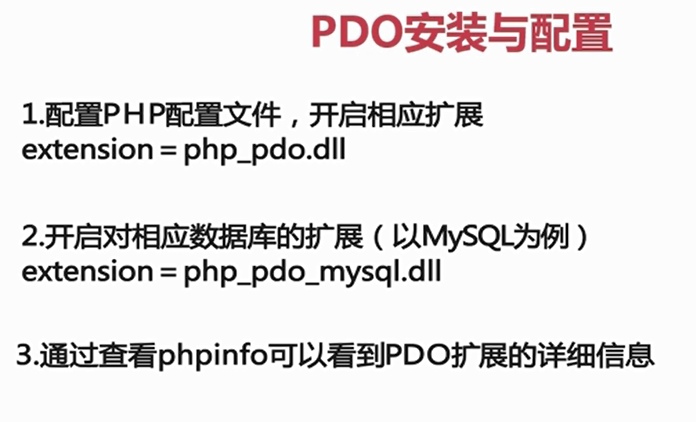 PDO安装与配置
1.配置PHP配置文件，开启相应扩展
extension=php_pdo.dll
2.开启对相应数据库的扩展（以MySQL为例）
extension=php_pdo_mysql.dll
3.通过查看phpinfo可以看到PDO扩展的详细信息